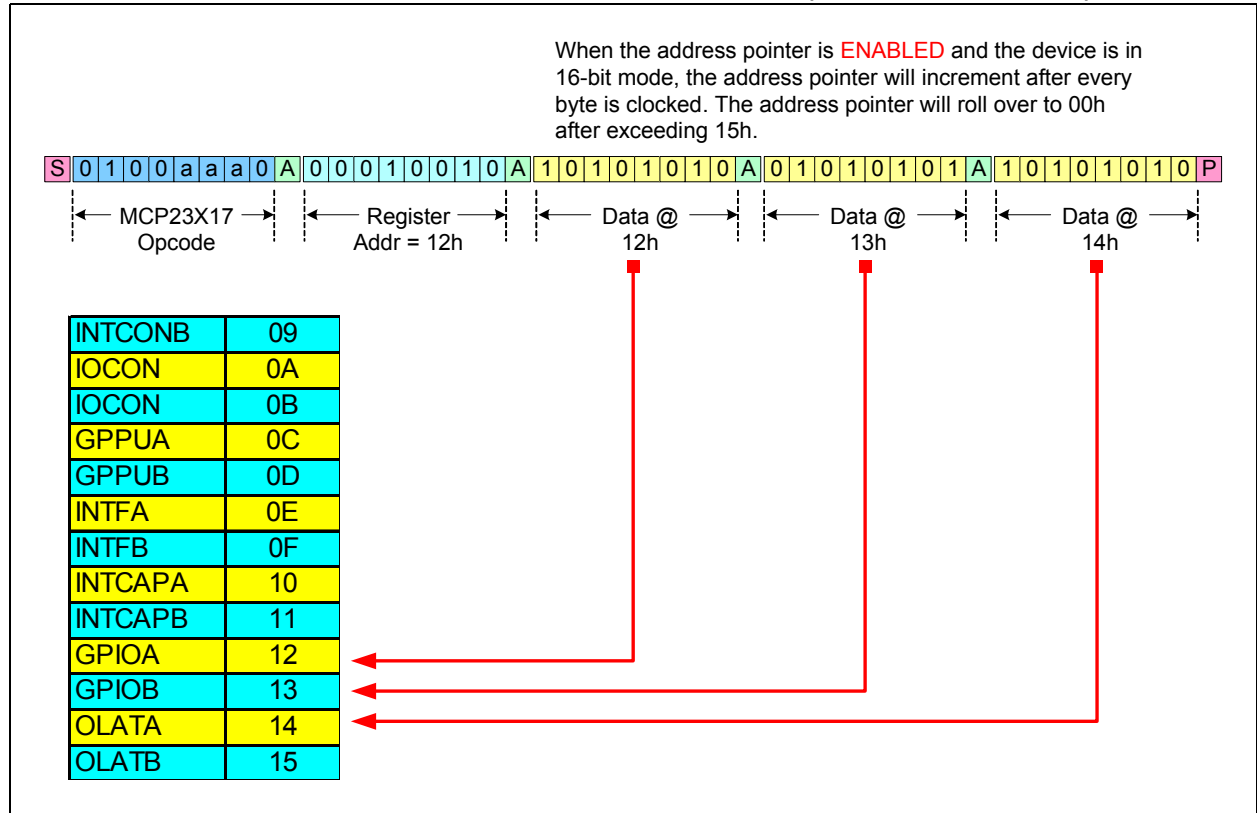 When the address pointer is ENABLED and the device is in
16-bit mode, the address pointer will increment after every
byte is clocked. The address pointer will roll over to 00h
after exceeding 15h.
S 0 1 0 0 a a a 0 A 0 0 0 1 0 0 1 0 A 1 0 1 0 1 0 1 0 A 0 1 0 1 0 1 0 1 A 1 0 1 0 1 0 1 0 P
MCP23X17 Register Data @ Data @ Data @
Opcode Addr = 12h 12h 13h 14h
INTCONB 09
IOCON 0A
IOCON 0B
GPPUA 0C
GPPUB 0D
INTFA 0E
INTFB 0F
INTCAPA 10
INTCAPB 11
GPIOA 12
GPIOB 13
OLATA 14
OLATB 15